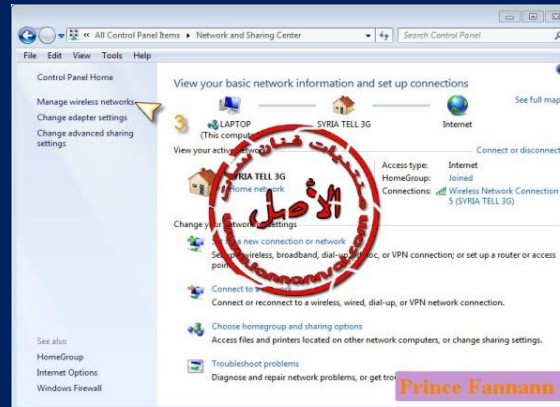 All Control Panel Items ▸ Network and Sharing Center
Search Control Panel
File Edit View Tools Help
Control Panel Home
Manage wireless networks
Change adapter settings
Change advanced sharing
settings
View your basic network information and set up connections
See full map
3
LAPTOP
(This computer)
SYRIA TELL 3G
Internet
View your active networks
Connect or disconnect
SYRIA TELL 3G
Home network
Access type: Internet
HomeGroup: Joined
Connections: Wireless Network Connection
5 (SYRIA TELL 3G)
Change your networking settings
Set up a new connection or network
Set up a wireless, broadband, dial-up, ad hoc, or VPN connection; or set up a router or access
point.
Connect to a network
Connect or reconnect to a wireless, wired, dial-up, or VPN network connection.
Choose homegroup and sharing options
Access files and printers located on other network computers, or change sharing settings.
Troubleshoot problems
Diagnose and repair network problems, or get
See also
HomeGroup
Internet Options
Windows Firewall
منتديات فنان سات
الأصلي
Prince Fannann